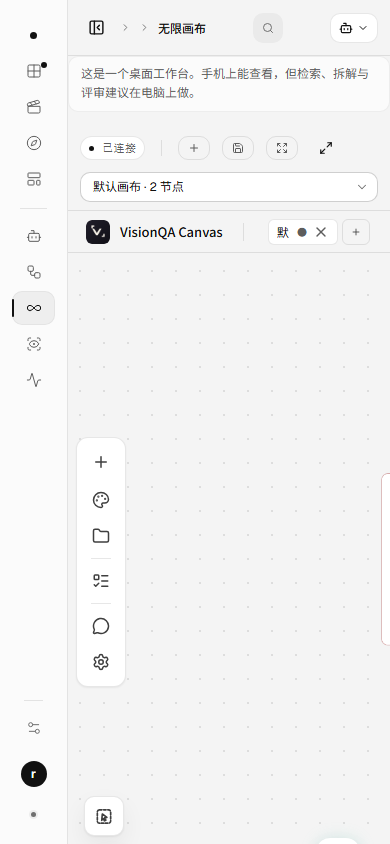 无限画布
这是一个桌面工作台。手机上能查看，但检索、拆解与
评审建议在电脑上做。
已连接
默认画布 · 2 节点
VisionQA Canvas
默
r